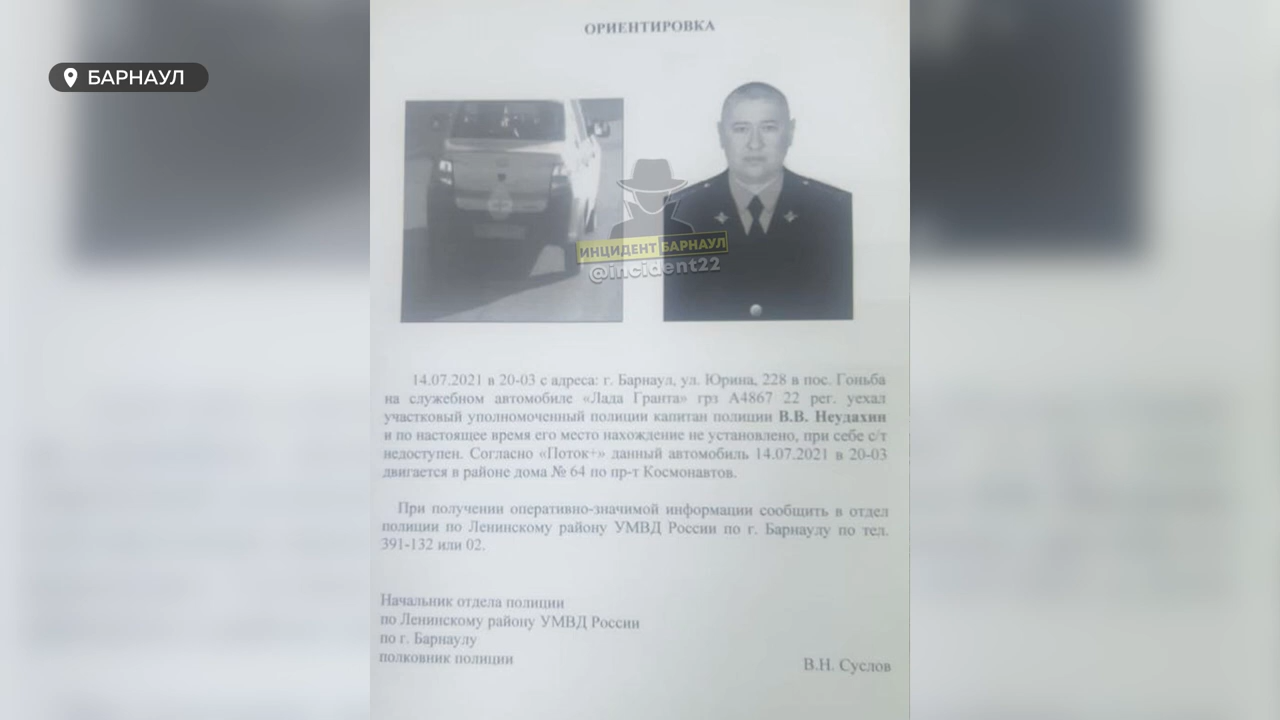 БАРНАУЛ
ОРИЕНТИРОВКА
ИНЦИДЕНТ БАРНАУЛ
@incident22
14.07.2021 в 20-03 с адреса: г. Барнаул, ул. Юрина, 228 в пос. Гоньба
на служебном автомобиле «Лада Гранта» грз А4867 22 рег. уехал
участковый уполномоченный полиции капитан полиции В.В. Неудахин
и по настоящее время его место нахождение не установлено, при себе с/т
недоступен. Согласно «Поток+» данный автомобиль 14.07.2021 в 20-03
двигается в районе дома № 64 по пр-т Космонавтов.
При получении оперативно-значимой информации сообщить в отдел
полиции по Ленинскому району УМВД России по г. Барнаулу по тел.
391-132 или 02.
Начальник отдела полиции
по Ленинскому району УМВД России
по г. Барнаулу
полковник полиции
В.Н. Суслов